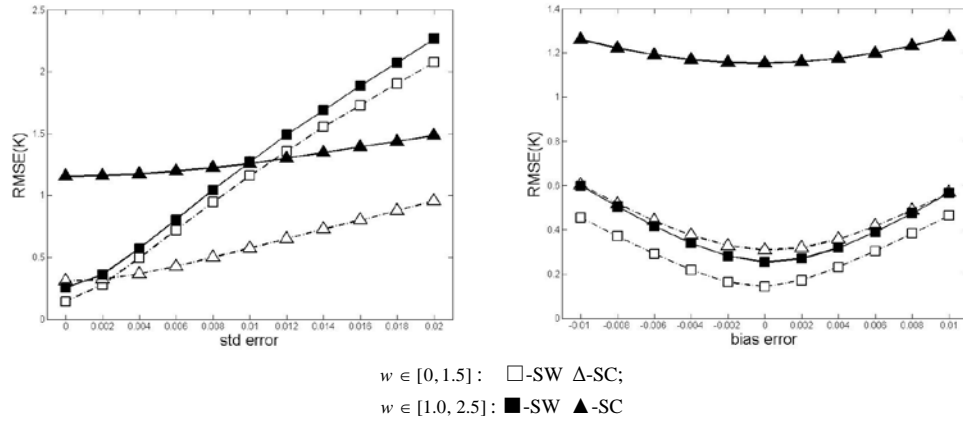 2.5
2
1.5
1
0.5
0
RMSE(K)
0 0.002 0.004 0.006 0.008 0.01 0.012 0.014 0.016 0.018 0.02
std error
1.4
1.2
1
0.8
0.6
0.4
0.2
0
RMSE(K)
-0.01 -0.008 -0.006 -0.004 -0.002 0 0.002 0.004 0.006 0.008 0.01
bias error
w ∈ [0, 1.5] : □-SW Δ-SC;
w ∈ [1.0, 2.5] : ■-SW ▲-SC